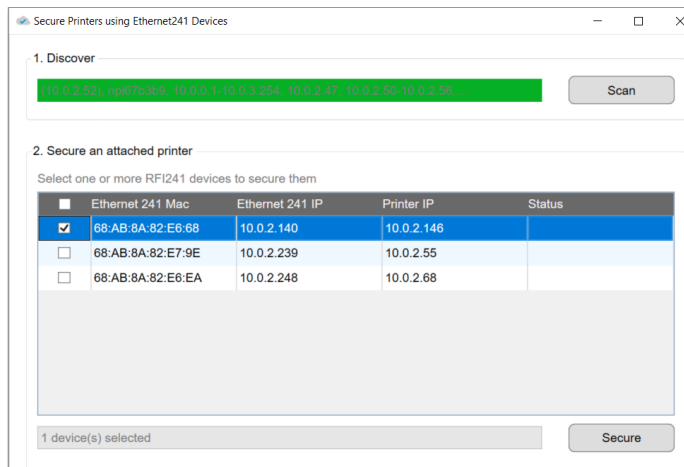 Secure Printers using Ethernet241 Devices
1. Discover
(10.0.2.52), npi67b3b9, 10.0.0.1-10.0.3.254, 10.0.2.47, 10.0.2.50-10.0.2.56,...
Scan
2. Secure an attached printer
Select one or more RFI241 devices to secure them
Ethernet 241 Mac Ethernet 241 IP Printer IP Status
68:AB:8A:82:E6:68 10.0.2.140 10.0.2.146
68:AB:8A:82:E7:9E 10.0.2.239 10.0.2.55
68:AB:8A:82:E6:EA 10.0.2.248 10.0.2.68
1 device(s) selected
Secure